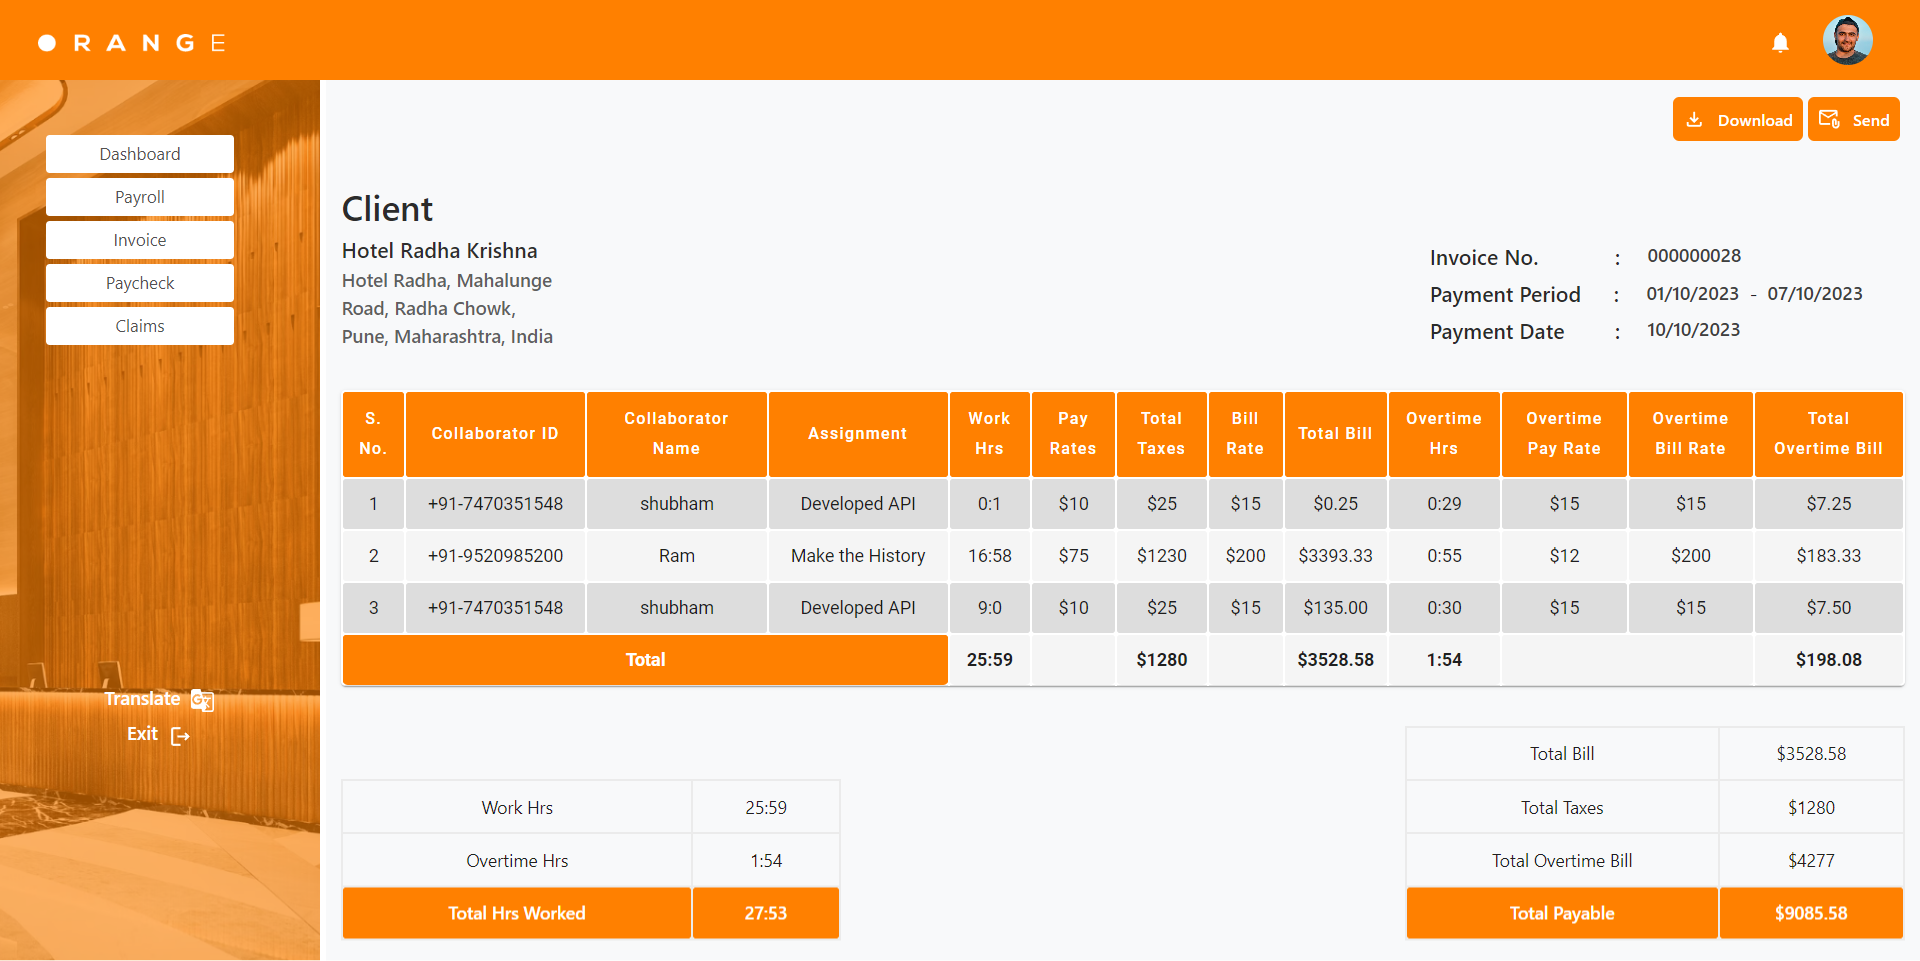 ORANGE
Download
Send
Dashboard
Payroll
Invoice
Paycheck
Claims
Translate
Exit
Client
Hotel Radha Krishna
Hotel Radha, Mahalunge
Road, Radha Chowk,
Pune, Maharashtra, India
Invoice No. : 000000028
Payment Period : 01/10/2023 - 07/10/2023
Payment Date : 10/10/2023
S. No. Collaborator ID Collaborator Name Assignment Work Hrs Pay Rates Total Taxes Bill Rate Total Bill Overtime Hrs Overtime Pay Rate Overtime Bill Rate Total Overtime Bill
1 +91-7470351548 shubham Developed API 0:1 $10 $25 $15 $0.25 0:29 $15 $15 $7.25
2 +91-9520985200 Ram Make the History 16:58 $75 $1230 $200 $3393.33 0:55 $12 $200 $183.33
3 +91-7470351548 shubham Developed API 9:0 $10 $25 $15 $135.00 0:30 $15 $15 $7.50
Total 25:59 $1280 $3528.58 1:54 $198.08
Work Hrs 25:59
Overtime Hrs 1:54
Total Hrs Worked 27:53
Total Bill $3528.58
Total Taxes $1280
Total Overtime Bill $4277
Total Payable $9085.58